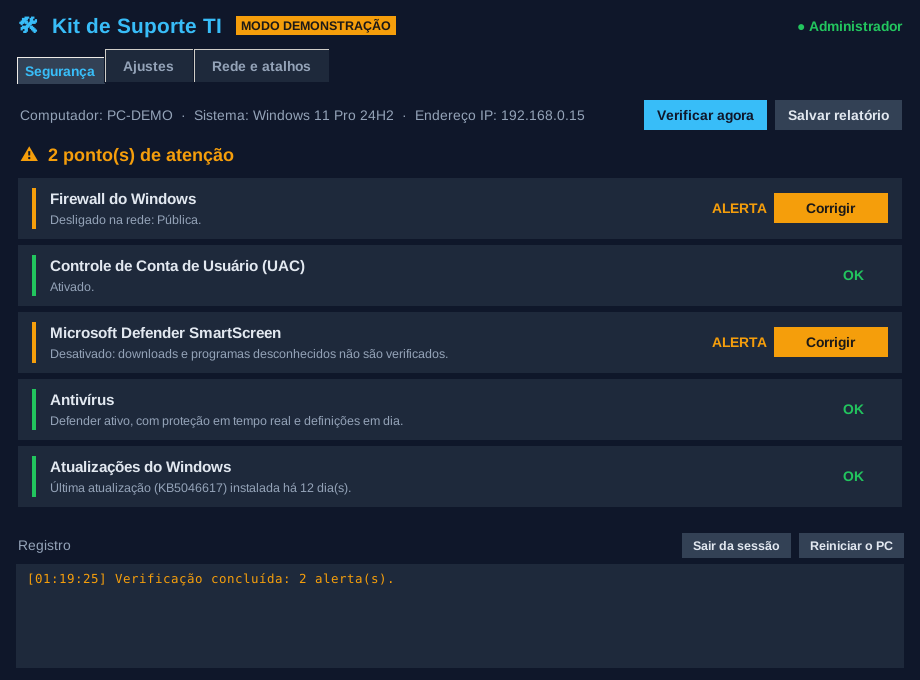 🛠 Kit de Suporte TI MODO DEMONSTRAÇÃO ● Administrador
Segurança Ajustes Rede e atalhos
Computador: PC-DEMO · Sistema: Windows 11 Pro 24H2 · Endereço IP: 192.168.0.15 Verificar agora Salvar relatório
⚠ 2 ponto(s) de atenção
Firewall do Windows
Desligado na rede: Pública.
ALERTA Corrigir
Controle de Conta de Usuário (UAC)
Ativado.
OK
Microsoft Defender SmartScreen
Desativado: downloads e programas desconhecidos não são verificados.
ALERTA Corrigir
Antivírus
Defender ativo, com proteção em tempo real e definições em dia.
OK
Atualizações do Windows
Última atualização (KB5046617) instalada há 12 dia(s).
OK
Registro Sair da sessão Reiniciar o PC
[01:19:25] Verificação concluída: 2 alerta(s).